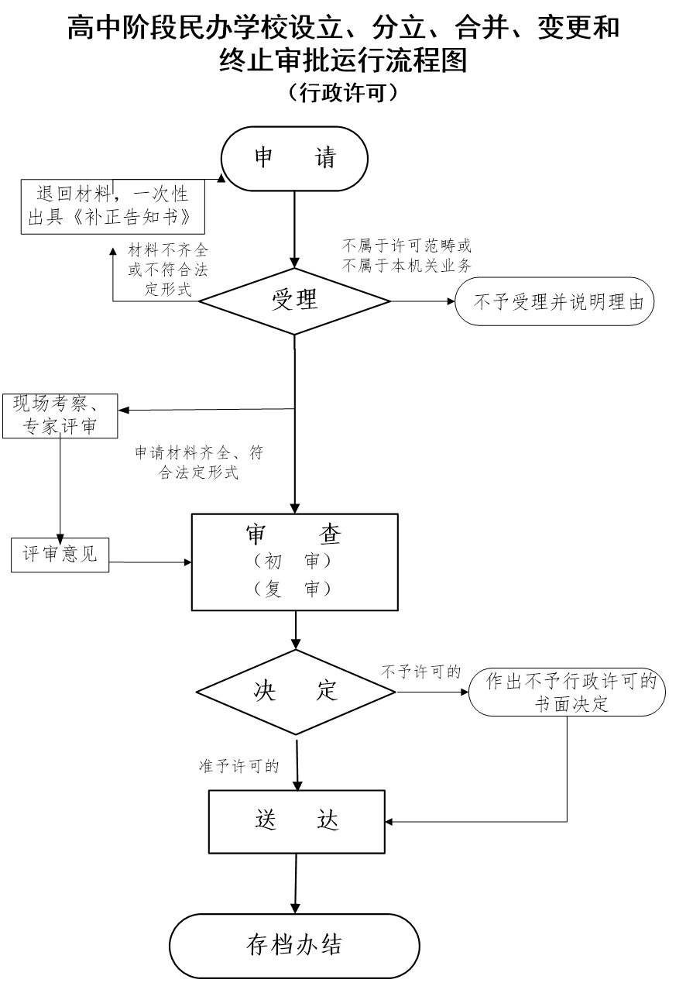 高中阶段民办学校设立、分立、合并、变更和
终止审批运行流程图
（行政许可）
申 请
退回材料，一次性
出具《补正告知书》
材料不齐全
或不符合法
定形式
不属于许可范畴或
不属于本机关业务
受理
不予受理并说明理由
现场考察、
专家评审
申请材料齐全、符
合法定形式
审 查
（初 审）
（复 审）
评审意见
决 定
不予许可的
作出不予行政许可的
书面决定
准予许可的
送 达
存档办结